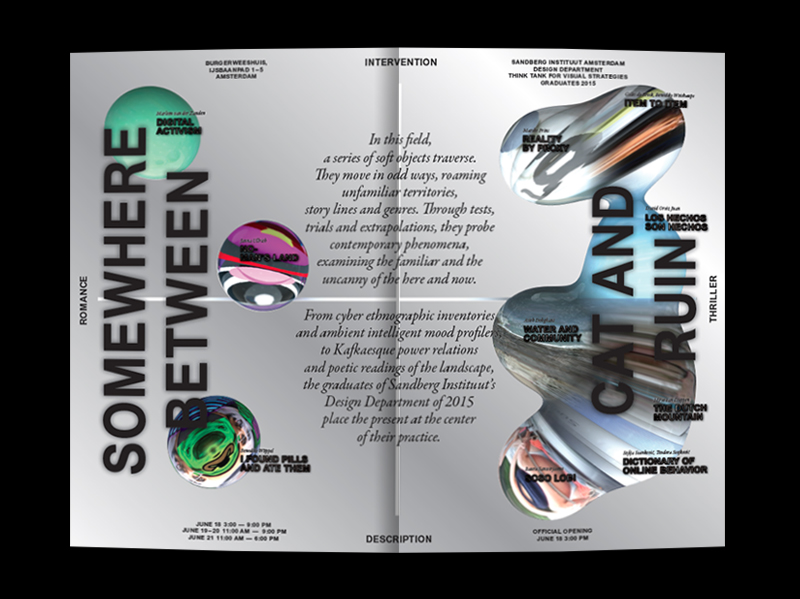 BURGERWEESHUIS,
IJSBAANPAD 1–5
AMSTERDAM
INTERVENTION
SANDBERG INSTITUUT AMSTERDAM
DESIGN DEPARTMENT
THINK TANK FOR VISUAL STRATEGIES
GRADUATES 2015
DIGITAL
ACTIVISM
SOMEWHERE
BETWEEN
NO-
MAN'S LAND
I FOUND PILLS
AND ATE THEM
ROMANCE
In this field,
a series of soft objects traverse.
They move in odd ways, roaming
unfamiliar territories,
story lines and genres. Through tests,
trials and extrapolations, they probe
contemporary phenomena,
examining the familiar and the
uncanny of the here and now.
From cyber ethnographic inventories
and ambient intelligent mood profilers,
to Kafkaesque power relations
and poetic readings of the landscape,
the graduates of Sandberg Instituut's
Design Department of 2015
place the present at the center
of their practice.
ITEM TO ITEM
REALITY
BY PROXY
LOS HECHOS
SON HECHOS
CAT AND
RUIN
WATER AND
COMMUNITY
THE DUTCH
MOUNTAIN
DICTIONARY OF
ONLINE BEHAVIOR
SOSO LOBI
THRILLER
JUNE 18 3:00 — 9:00 PM
JUNE 19–20 11:00 AM — 9:00 PM
JUNE 21 11:00 AM — 6:00 PM
DESCRIPTION
OFFICIAL OPENING
JUNE 18 3:00 PM